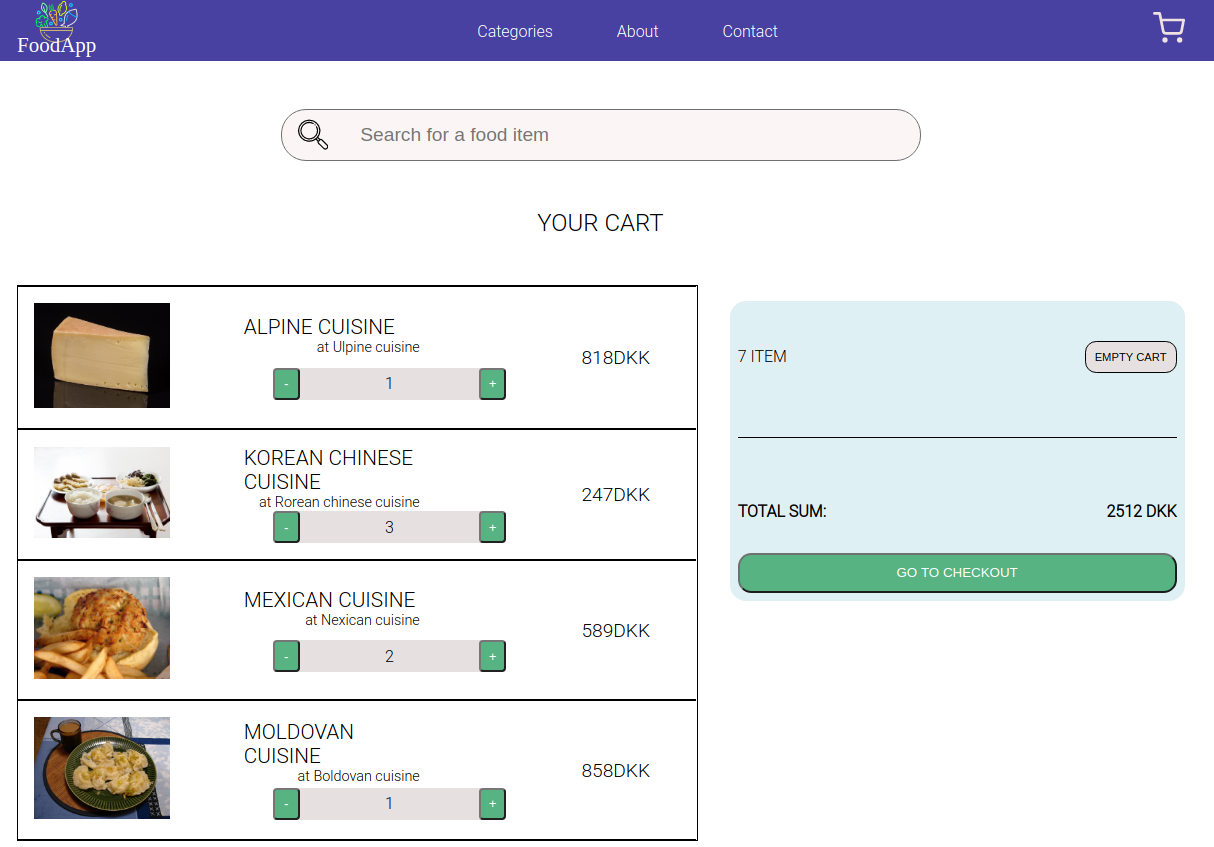 FoodApp
Categories
About
Contact
Search for a food item
YOUR CART
ALPINE CUISINE
at Ulpine cuisine
-
1
+
818DKK
KOREAN CHINESE
CUISINE
at Rorean chinese cuisine
-
3
+
247DKK
MEXICAN CUISINE
at Nexican cuisine
-
2
+
589DKK
MOLDOVAN
CUISINE
at Boldovan cuisine
-
1
+
858DKK
7 ITEM
EMPTY CART
TOTAL SUM:
2512 DKK
GO TO CHECKOUT